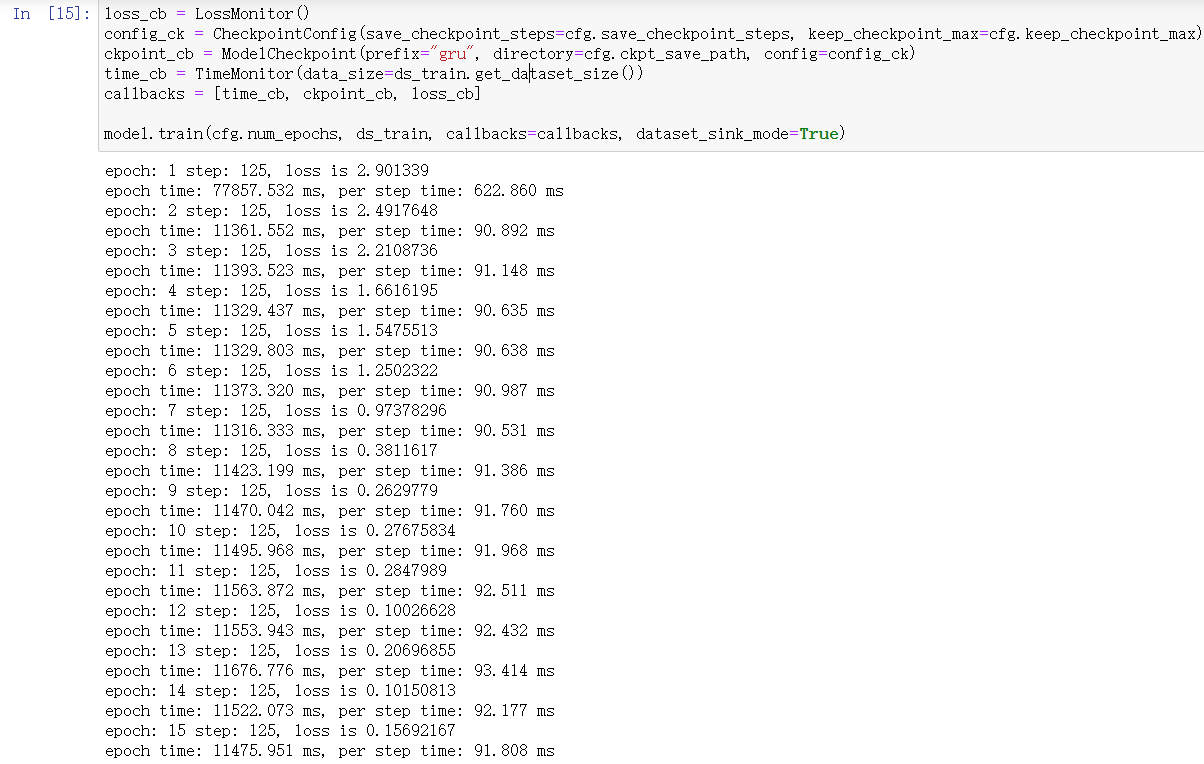 In [15]: loss_cb = LossMonitor()
config_ck = CheckpointConfig(save_checkpoint_steps=cfg.save_checkpoint_steps, keep_checkpoint_max=cfg.keep_checkpoint_max)
ckpoint_cb = ModelCheckpoint(prefix="gru", directory=cfg.ckpt_save_path, config=config_ck)
time_cb = TimeMonitor(data_size=ds_train.get_dataset_size())
callbacks = [time_cb, ckpoint_cb, loss_cb]
model.train(cfg.num_epochs, ds_train, callbacks=callbacks, dataset_sink_mode=True)
epoch: 1 step: 125, loss is 2.901339
epoch time: 77857.532 ms, per step time: 622.860 ms
epoch: 2 step: 125, loss is 2.4917648
epoch time: 11361.552 ms, per step time: 90.892 ms
epoch: 3 step: 125, loss is 2.2108736
epoch time: 11393.523 ms, per step time: 91.148 ms
epoch: 4 step: 125, loss is 1.6616195
epoch time: 11329.437 ms, per step time: 90.635 ms
epoch: 5 step: 125, loss is 1.5475513
epoch time: 11329.803 ms, per step time: 90.638 ms
epoch: 6 step: 125, loss is 1.2502322
epoch time: 11373.320 ms, per step time: 90.987 ms
epoch: 7 step: 125, loss is 0.97378296
epoch time: 11316.333 ms, per step time: 90.531 ms
epoch: 8 step: 125, loss is 0.3811617
epoch time: 11423.199 ms, per step time: 91.386 ms
epoch: 9 step: 125, loss is 0.2629779
epoch time: 11470.042 ms, per step time: 91.760 ms
epoch: 10 step: 125, loss is 0.27675834
epoch time: 11495.968 ms, per step time: 91.968 ms
epoch: 11 step: 125, loss is 0.2847989
epoch time: 11563.872 ms, per step time: 92.511 ms
epoch: 12 step: 125, loss is 0.10026628
epoch time: 11553.943 ms, per step time: 92.432 ms
epoch: 13 step: 125, loss is 0.20696855
epoch time: 11676.776 ms, per step time: 93.414 ms
epoch: 14 step: 125, loss is 0.10150813
epoch time: 11522.073 ms, per step time: 92.177 ms
epoch: 15 step: 125, loss is 0.15692167
epoch time: 11475.951 ms, per step time: 91.808 ms